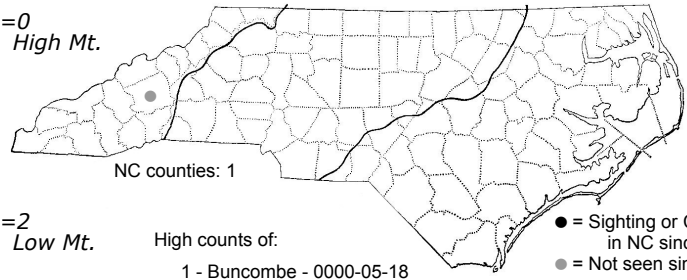 =0
High Mt.
NC counties: 1
=2
Low Mt.
High counts of:
1 - Buncombe - 0000-05-18
● = Sighting or
in NC sinc
● = Not seen sin